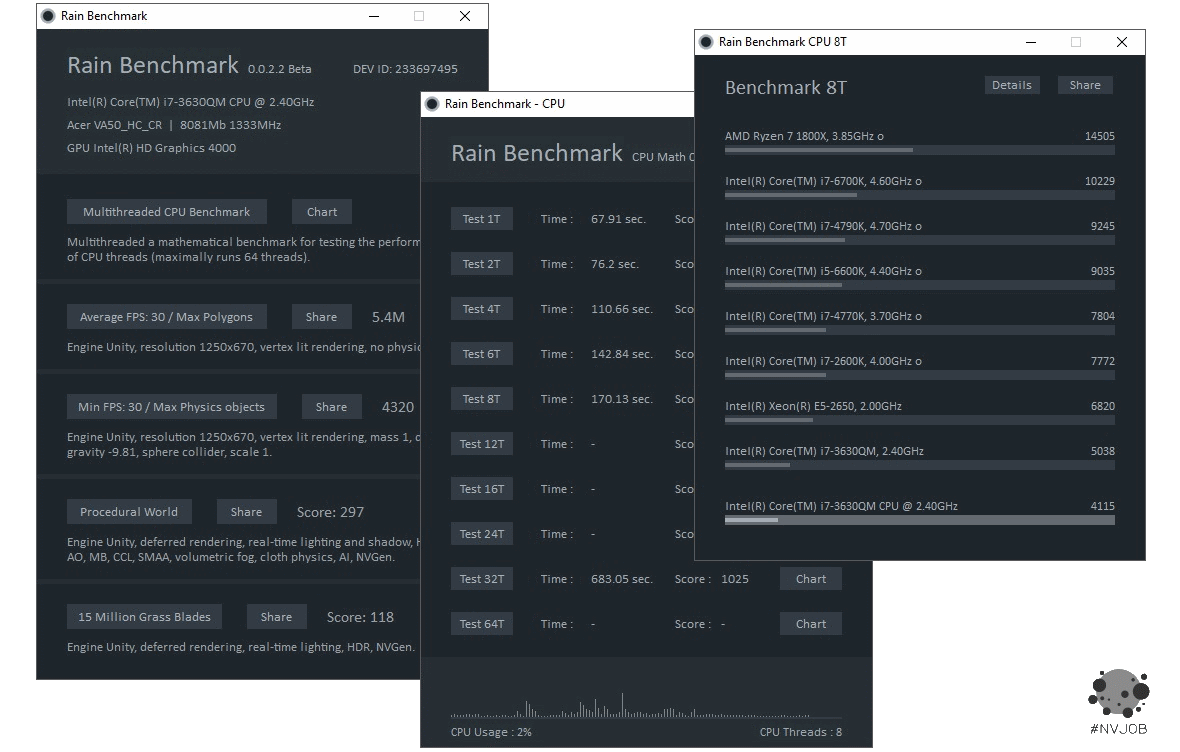 Rain Benchmark
Rain Benchmark 0.0.2.2 Beta DEV ID: 233697495
Intel(R) Core(TM) i7-3630QM CPU @ 2.40GHz
Acer VA50_HC_CR | 8081Mb 1333MHz
GPU Intel(R) HD Graphics 4000
Multithreaded CPU Benchmark Chart
Multithreaded a mathematical benchmark for testing the perform
of CPU threads (maximally runs 64 threads).
Average FPS: 30 / Max Polygons Share 5.4M
Engine Unity, resolution 1250x670, vertex lit rendering, no physic
Min FPS: 30 / Max Physics objects Share 4320
Engine Unity, resolution 1250x670, vertex lit rendering, mass 1, d
gravity -9.81, sphere collider, scale 1.
Procedural World Share Score: 297
Engine Unity, deferred rendering, real-time lighting and shadow, H
AO, MB, CCL, SMAA, volumetric fog, cloth physics, AI, NVGen.
15 Million Grass Blades Share Score: 118
Engine Unity, deferred rendering, real-time lighting, HDR, NVGen.
Rain Benchmark - CPU
Rain Benchmark CPU Math C
Test 1T Time : 67.91 sec. Sco
Test 2T Time : 76.2 sec. Sco
Test 4T Time : 110.66 sec. Sco
Test 6T Time : 142.84 sec. Sco
Test 8T Time : 170.13 sec. Sco
Test 12T Time : - Sco
Test 16T Time : - Sco
Test 24T Time : - Sco
Test 32T Time : 683.05 sec. Score : 1025 Chart
Test 64T Time : - Score : - Chart
CPU Usage : 2% CPU Threads : 8
Rain Benchmark CPU 8T
Benchmark 8T Details Share
AMD Ryzen 7 1800X, 3.85GHz o 14505
Intel(R) Core(TM) i7-6700K, 4.60GHz o 10229
Intel(R) Core(TM) i7-4790K, 4.70GHz o 9245
Intel(R) Core(TM) i5-6600K, 4.40GHz o 9035
Intel(R) Core(TM) i7-4770K, 3.70GHz o 7804
Intel(R) Core(TM) i7-2600K, 4.00GHz o 7772
Intel(R) Xeon(R) E5-2650, 2.00GHz 6820
Intel(R) Core(TM) i7-3630QM, 2.40GHz 5038
Intel(R) Core(TM) i7-3630QM CPU @ 2.40GHz 4115
#NVJOB